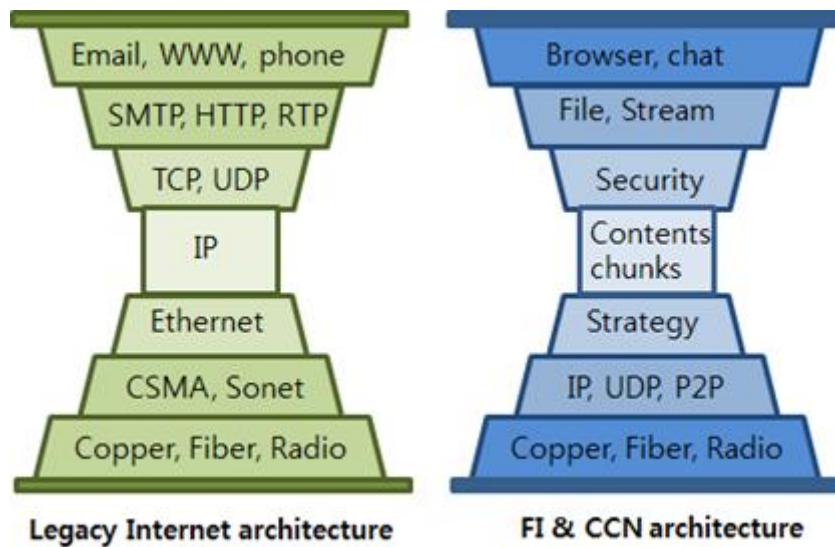 Email, WWW, phone
SMTP, HTTP, RTP
TCP, UDP
IP
Ethernet
CSMA, Sonet
Copper, Fiber, Radio
Legacy Internet architecture
Browser, chat
File, Stream
Security
Contents
chunks
Strategy
IP, UDP, P2P
Copper, Fiber, Radio
FI & CCN architecture